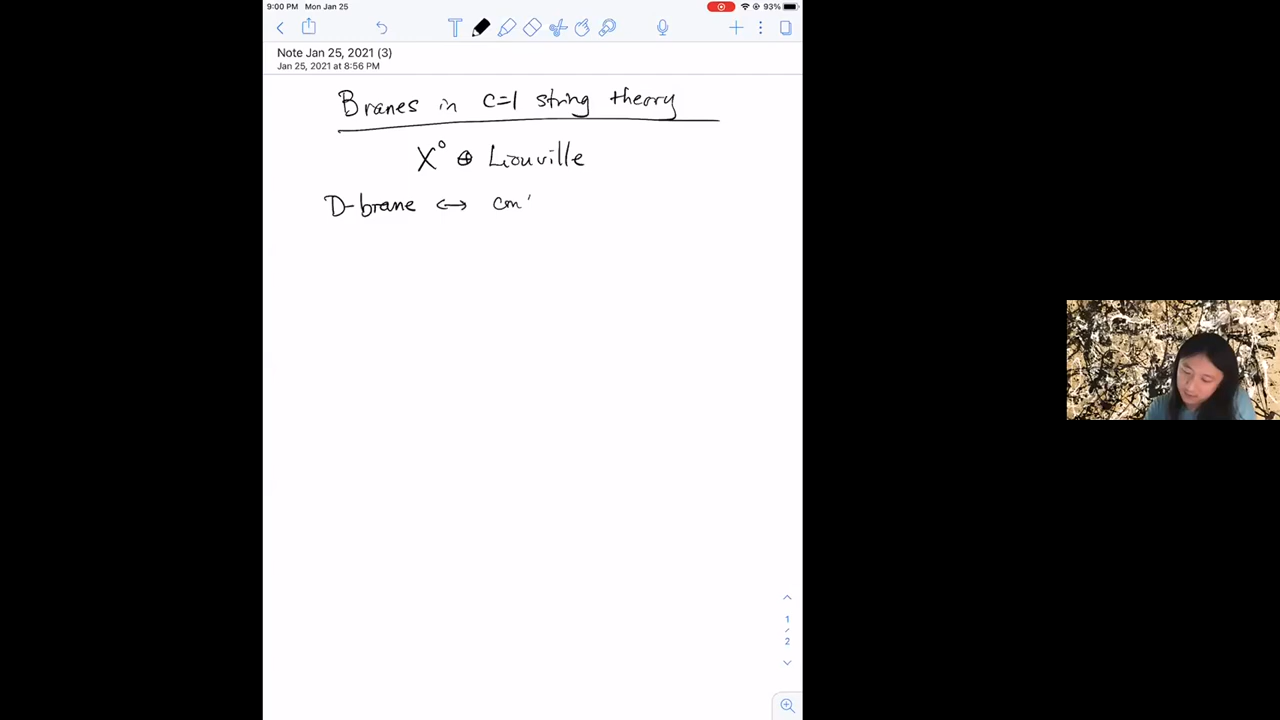 9:00 PM Mon Jan 25
93%
Note Jan 25, 2021 (3)
Jan 25, 2021 at 8:56 PM
Branes in c=1 string theory
X⁰ ⊕ Liouville
D-brane ↔ con
1
/
2